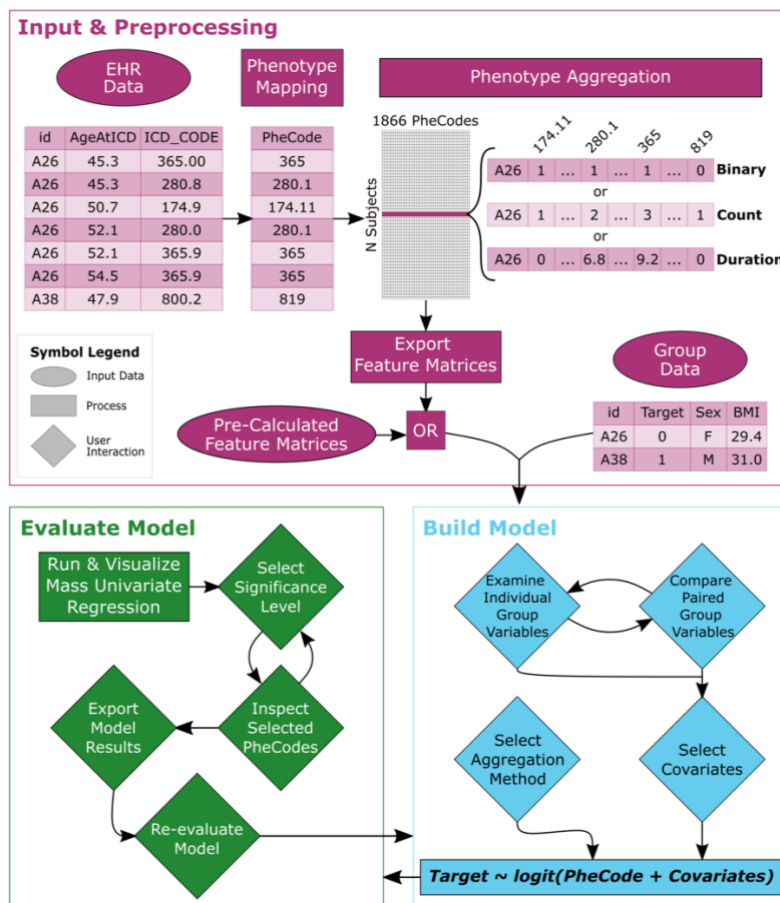 Input & Preprocessing
EHR
Data
Phenotype
Mapping
Phenotype Aggregation
id AgeAtICD ICD_CODE
A26 45.3 365.00
A26 45.3 280.8
A26 50.7 174.9
A26 52.1 280.0
A26 52.1 365.9
A26 54.5 365.9
A38 47.9 800.2
PheCode
365
280.1
174.11
280.1
365
365
819
1866 PheCodes
N Subjects
174.11 280.1 365 819
A26 1 ... 1 ... 1 ... 0 Binary
or
A26 1 ... 2 ... 3 ... 1 Count
or
A26 0 ... 6.8 ... 9.2 ... 0 Duration
Symbol Legend
Input Data
Process
User
Interaction
Export
Feature Matrices
Pre-Calculated
Feature Matrices
OR
Group
Data
id Target Sex BMI
A26 0 F 29.4
A38 1 M 31.0
Evaluate Model
Run & Visualize
Mass Univariate
Regression
Select
Significance
Level
Inspect
Selected
PheCodes
Export
Model
Results
Re-evaluate
Model
Build Model
Examine
Individual
Group
Variables
Compare
Paired
Group
Variables
Select
Aggregation
Method
Select
Covariates
Target ~ logit(PheCode + Covariates)